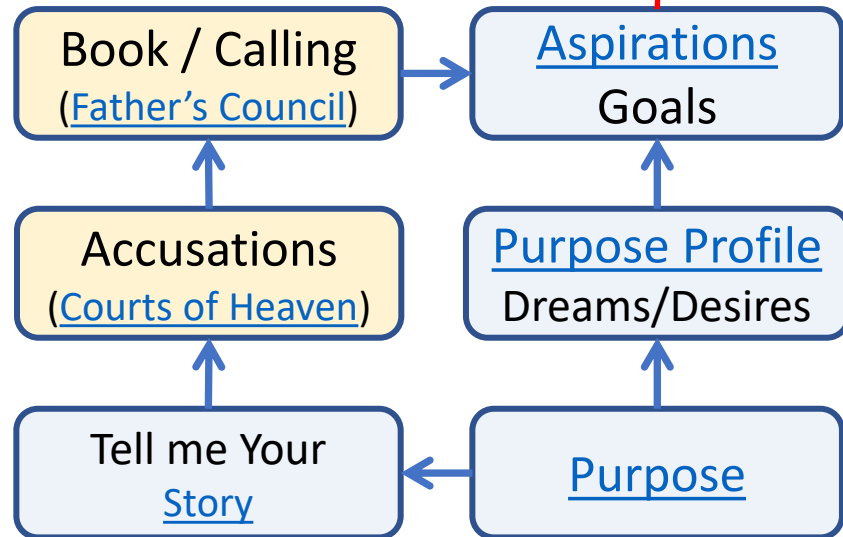 Book / Calling
(Father’s Council)
Aspirations
Goals
Accusations
(Courts of Heaven)
Purpose Profile
Dreams/Desires
Tell me Your
Story
Purpose